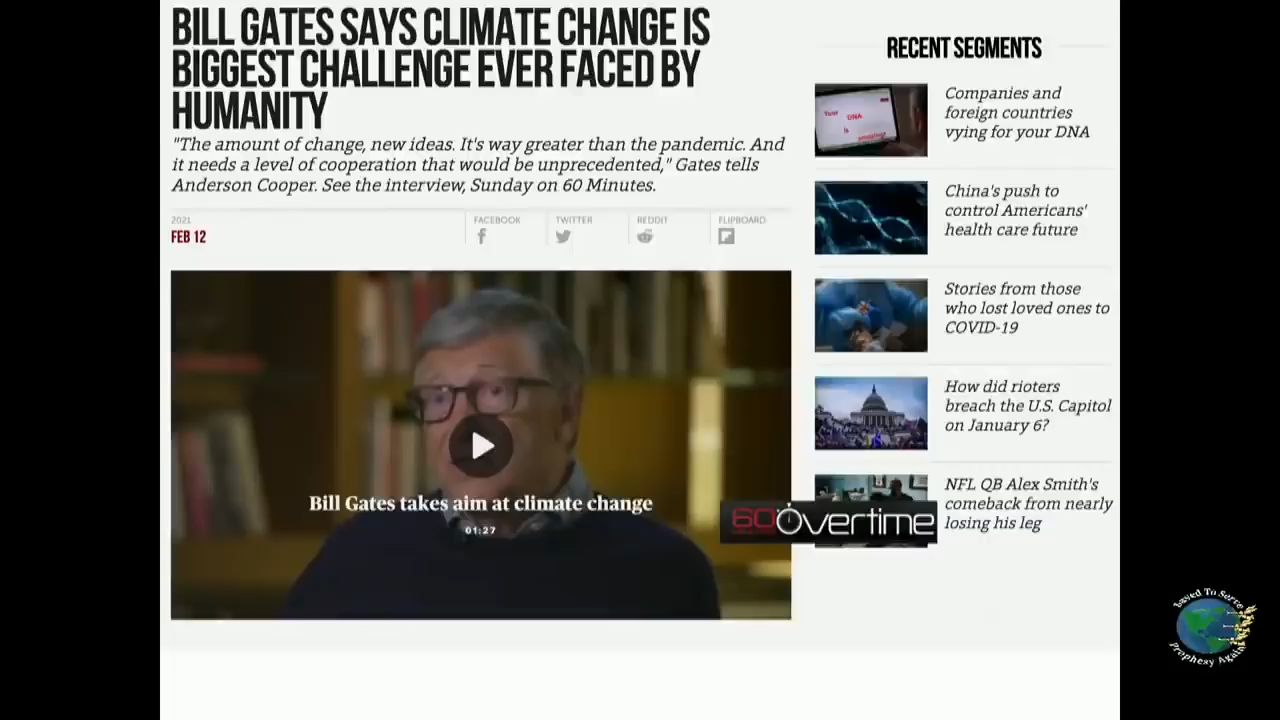 BILL GATES SAYS CLIMATE CHANGE IS
BIGGEST CHALLENGE EVER FACED BY
HUMANITY
"The amount of change, new ideas. It's way greater than the pandemic. And
it needs a level of cooperation that would be unprecedented," Gates tells
Anderson Cooper. See the interview, Sunday on 60 Minutes.
2021
FEB 12
FACEBOOK
TWITTER
REDDIT
FLIPBOARD
Bill Gates takes aim at climate change
01:27
RECENT SEGMENTS
Your
DNA
is
Companies and
foreign countries
vying for your DNA
China's push to
control Americans'
health care future
Stories from those
who lost loved ones to
COVID-19
How did rioters
breach the U.S. Capitol
on January 6?
NFL QB Alex Smith's
comeback from nearly
losing his leg
60 Overtime
To Serve
Prophesy Again